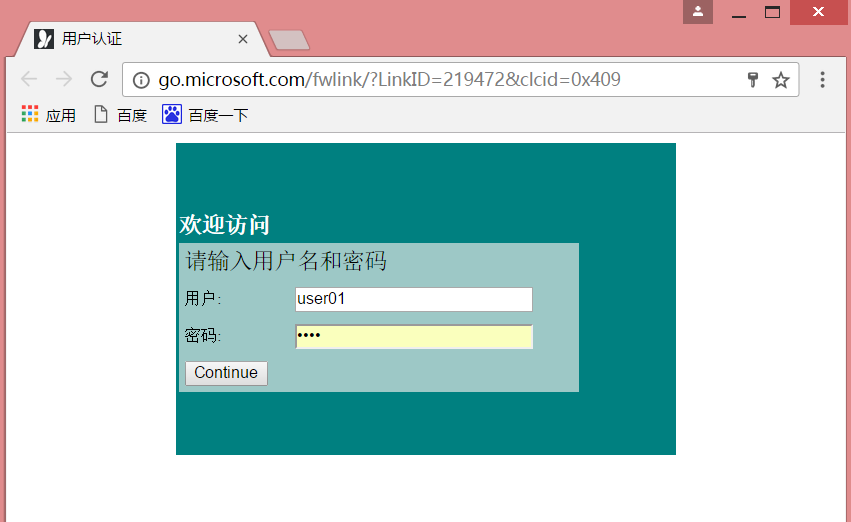 用户认证
go.microsoft.com/fwlink/?LinkID=219472&clcid=0x409
应用 百度 百度一下
欢迎访问
请输入用户名和密码
用户: user01
密码: ••••
Continue